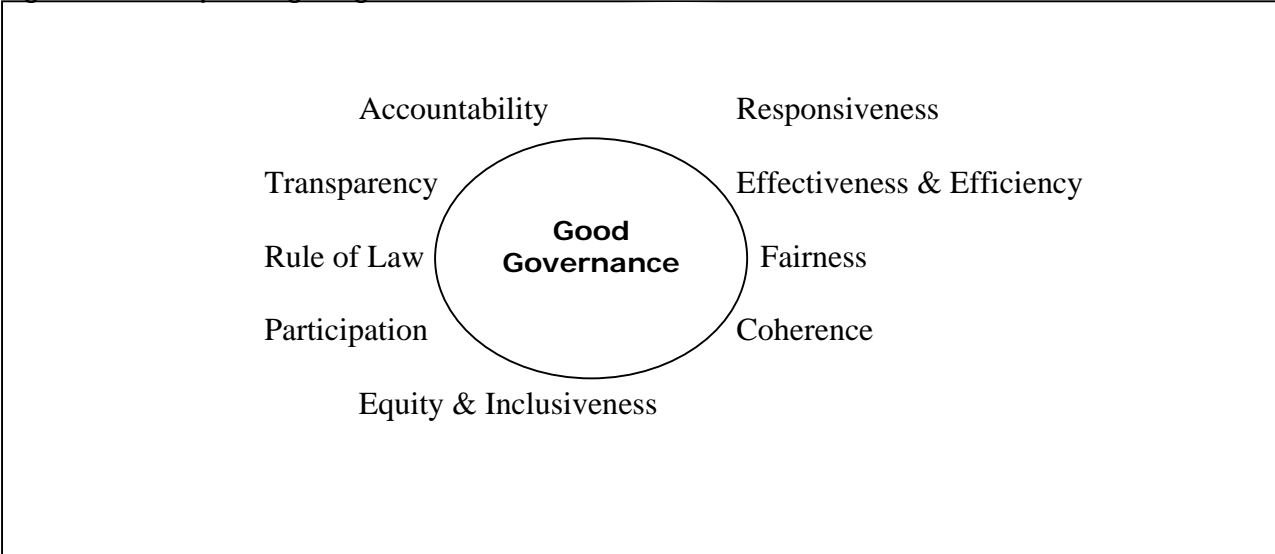 Accountability Responsiveness
Transparency Effectiveness & Efficiency
Good
Governance
Rule of Law Fairness
Participation Coherence
Equity & Inclusiveness